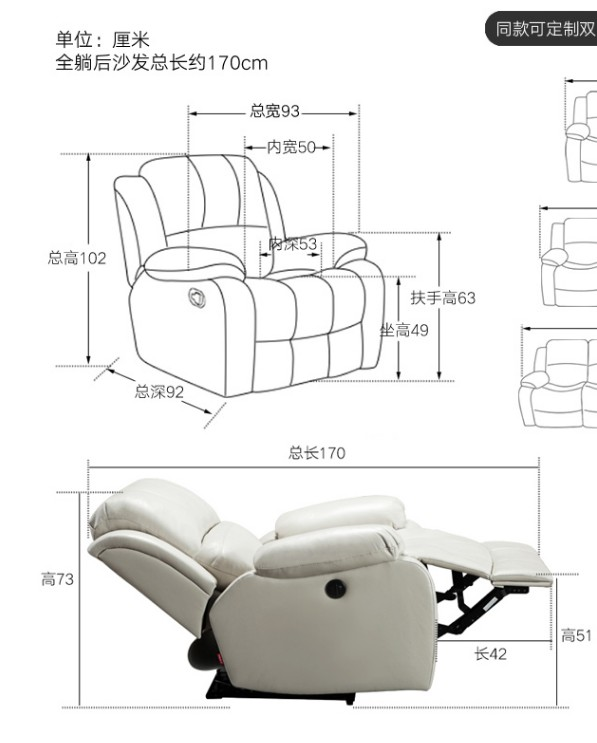 同款可定制双
单位：厘米
全躺后沙发总长约170cm
总宽93
内宽50
内深53
总高102
扶手高63
坐高49
总深92
总长170
高73
高51
长42